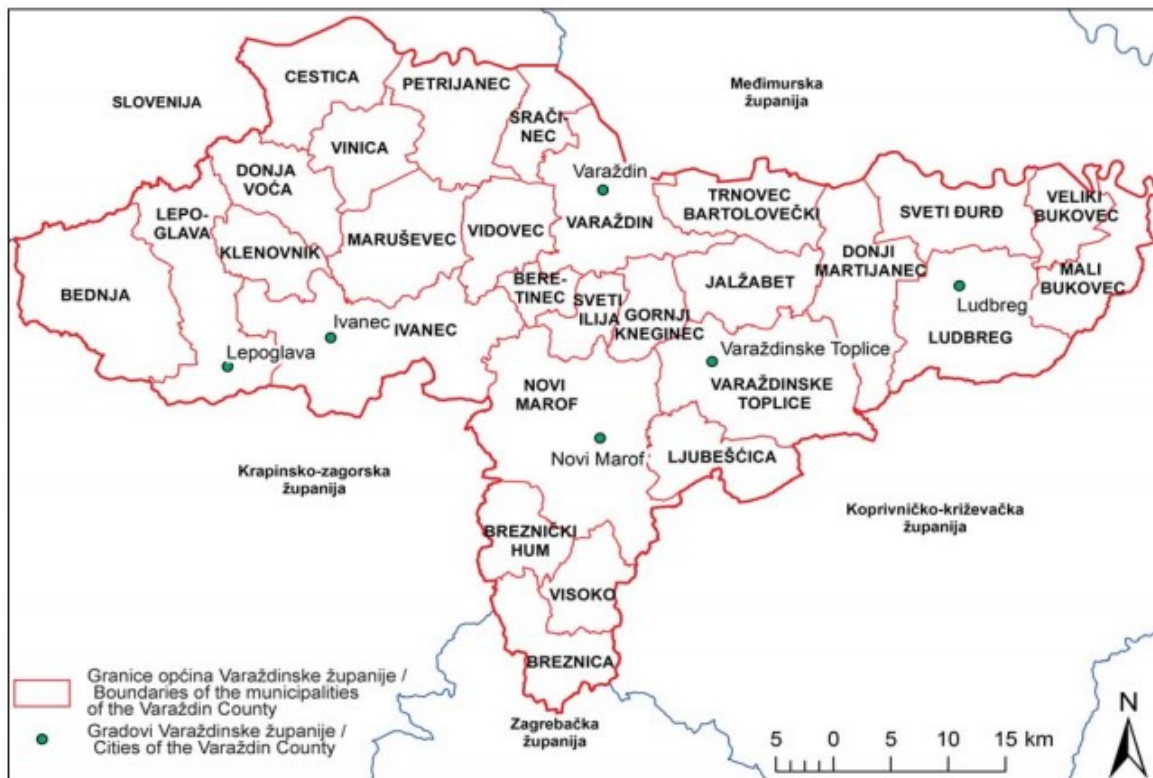 CESTICA
PETRIJANEC
SLOVENIJA
Međimurska
županija
SRAČI-
NEC
VINICA
DONJA
VOĆA
Varaždin
TRNOVEC
BARTOLOVEČKI
SVETI ĐURĐ
VELIKI
BUKOVEC
LEPO-
GLAVA
KLENOVNIK
MARUŠEVEC
VIDOVEC
VARAŽDIN
DONJI
MARTIJANEC
MALI
BUKOVEC
BEDNJA
BERE-
TINEC
SVETI
ILIJA
GORNJI
KNEGINEC
JALŽABET
Ludbreg
LUDBREG
Ivanec
IVANEC
Lepoglava
Varaždinske Toplice
VARAŽDINSKE
TOPLICE
NOVI
MAROF
Novi Marof
LJUBEŠĆICA
Krapinsko-zagorska
županija
Koprivničko-križevačka
županija
BREZNIČKI
HUM
VISOKO
BREZNICA
Granice općina Varaždinske županije /
Boundaries of the municipalities
of the Varaždin County
Gradovi Varaždinske županije /
Cities of the Varaždin County
Zagrebačka
županija
N
5 0 5 10 15 km